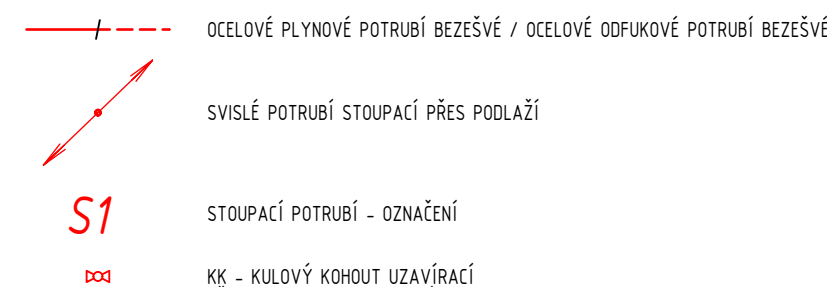 OCELOVÉ PLYNOVÉ POTRUBÍ BEZEŠVÉ / OCELOVÉ ODFUKOVÉ POTRUBÍ BEZEŠVÉ
SVISLÉ POTRUBÍ STOUPACÍ PŘES PODLAŽÍ
S1 STOUPACÍ POTRUBÍ - OZNAČENÍ
KK - KULOVÝ KOHOUT UZAVÍRACÍ